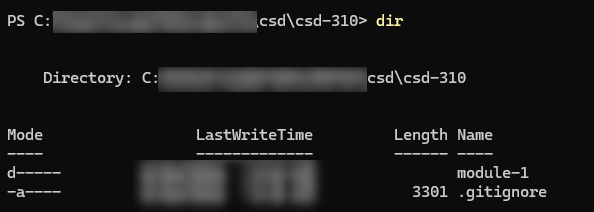 PS C:\csd\csd-310> dir
Directory: C:csd\csd-310
Mode LastWriteTime Length Name
---- ------------- ------ ----
d----- module-1
-a---- 3301 .gitignore